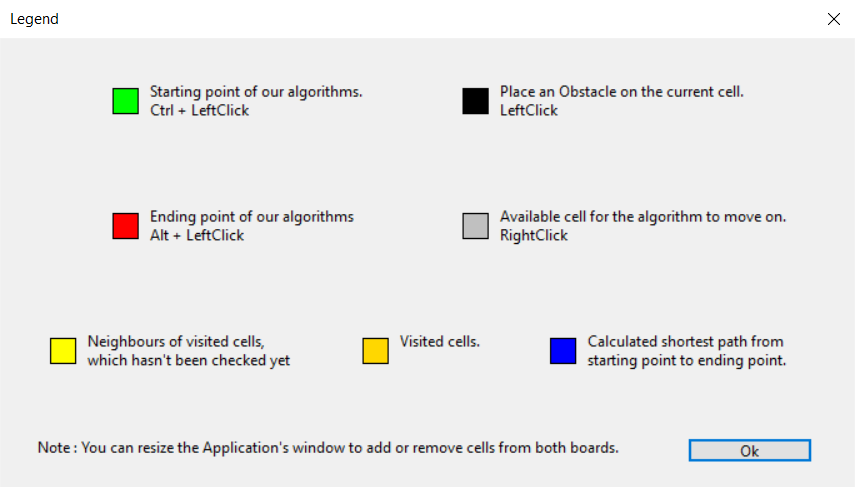 Legend
Starting point of our algorithms.
Ctrl + LeftClick
Place an Obstacle on the current cell.
LeftClick
Ending point of our algorithms
Alt + LeftClick
Available cell for the algorithm to move on.
RightClick
Neighbours of visited cells,
which hasn't been checked yet
Visited cells.
Calculated shortest path from
starting point to ending point.
Note : You can resize the Application's window to add or remove cells from both boards.
Ok